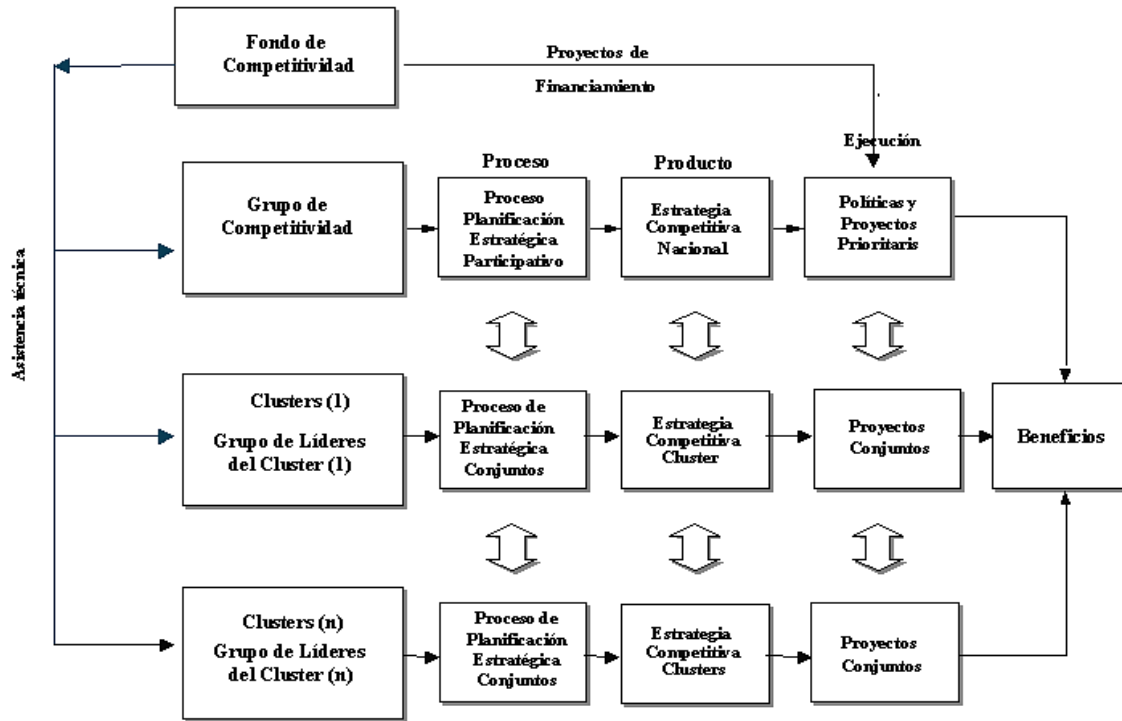 Fondo de
Competitividad
Proyectos de
Financiamiento
Ejecución
Proceso
Producto
Grupo de
Competitividad
Proceso
Planificación
Estratégica
Participativo
Estrategia
Competitiva
Nacional
Políticas y
Proyectos
Prioritaris
Asistencia técnica
Clusters (1)
Grupo de Líderes
del Cluster (1)
Proceso de
Planificación
Estratégica
Conjuntos
Estrategia
Competitiva
Cluster
Proyectos
Conjuntos
Beneficios
Clusters (n)
Grupo de Líderes
del Cluster (n)
Proceso de
Planificación
Estratégica
Conjuntos
Estrategia
Competitiva
Clusters
Proyectos
Conjuntos